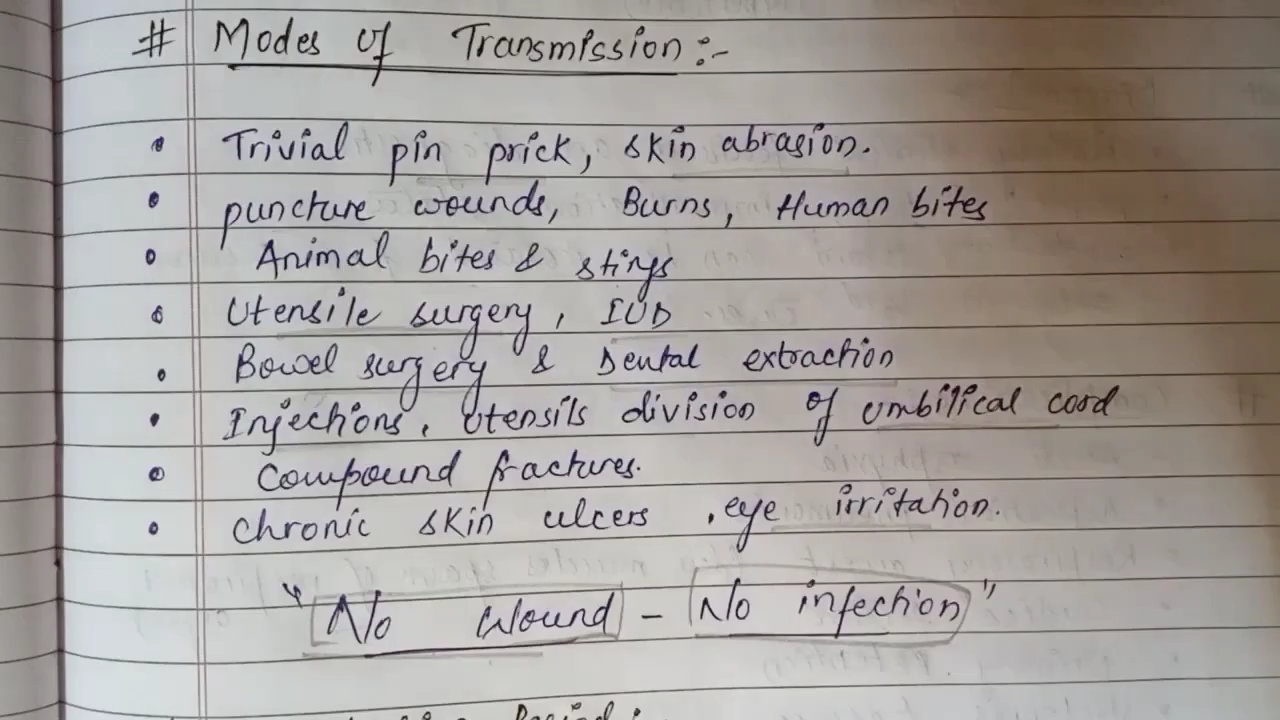 # Modes of Transmission :-
• Trivial pin prick, skin abrasion.
• puncture wounds, Burns, Human bites
• Animal bites & stings
• Utensile surgery, IUD
• Bowel surgery & Dental extraction
• Injections, Utensils division of umbilical cord
• Compound fractures.
• chronic skin ulcers, eye irritation.
"No wound - No infection"
Period :